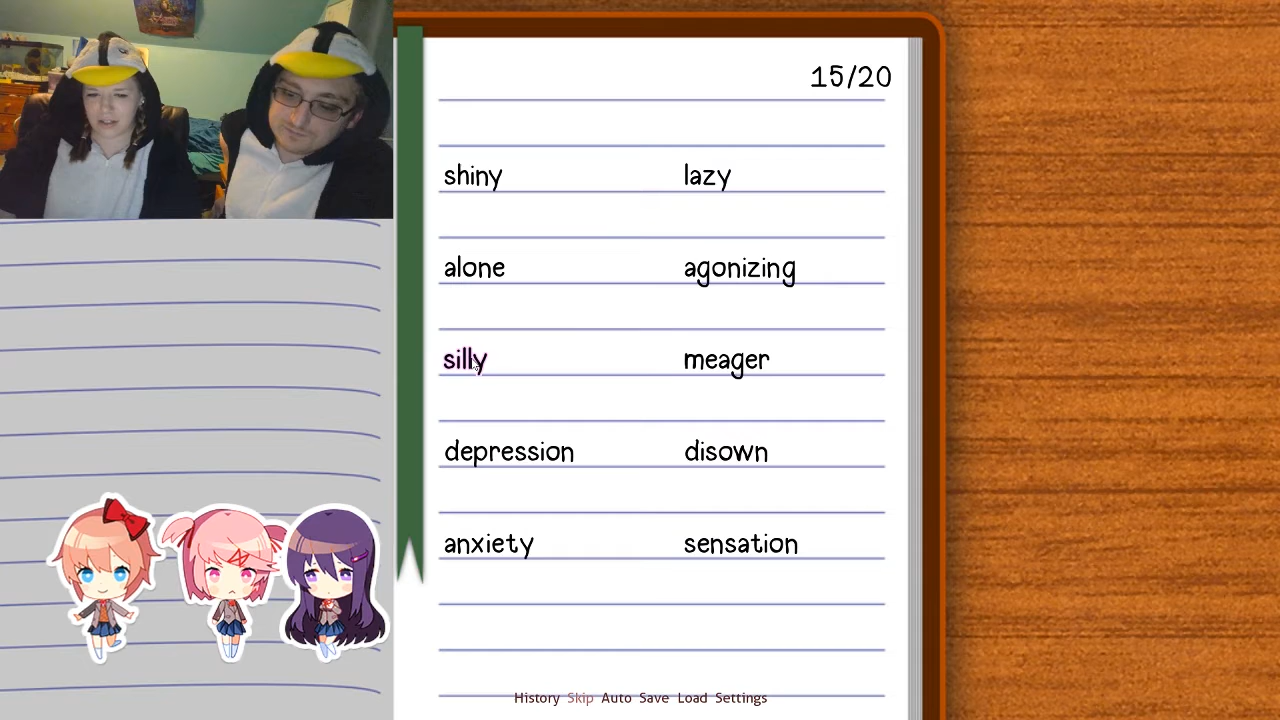 15/20
shiny lazy
alone agonizing
silly meager
depression disown
anxiety sensation
History Skip Auto Save Load Settings